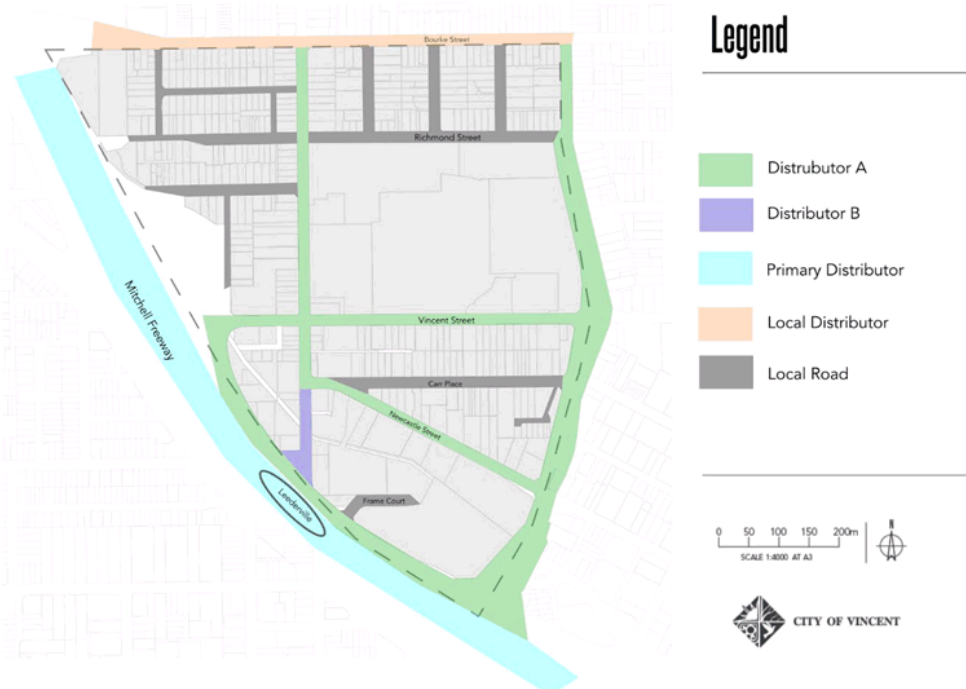 Legend
Bourke Street
Richmond Street
Distrubutor A
Distributor B
Primary Distributor
Local Distributor
Local Road
Mitchell Freeway
Vincent Street
Carr Place
Newcastle Street
Leederville
Frame Court
N
0 50 100 150 200m
SCALE 1:4000 AT A3
CITY OF VINCENT